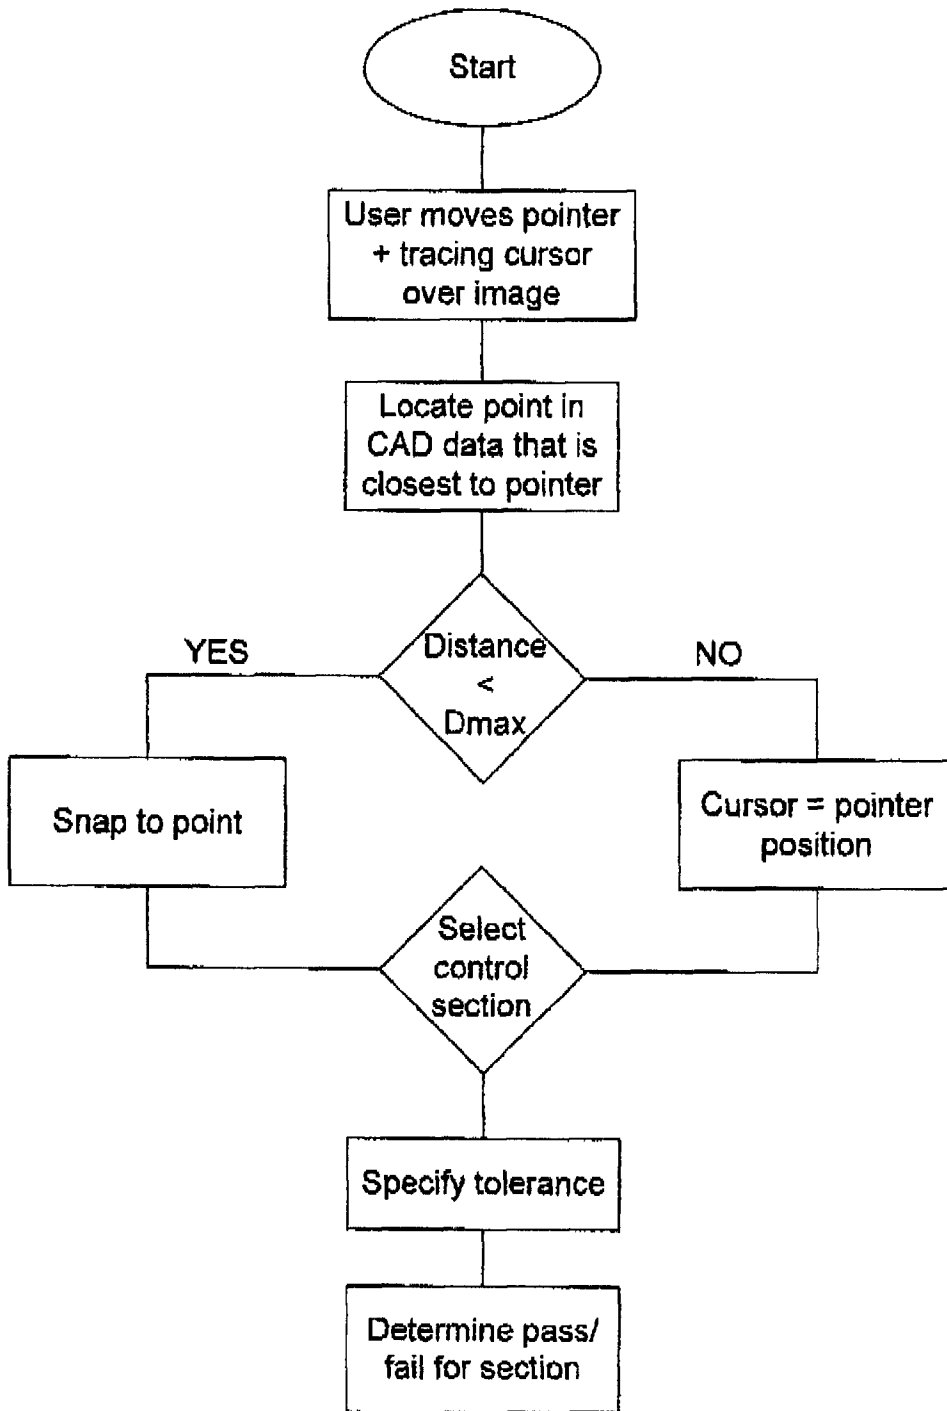 Start
User moves pointer
+ tracing cursor
over image
Locate point in
CAD data that is
closest to pointer
Distance
<
Dmax
YES
NO
Snap to point
Cursor = pointer
position
Select
control
section
Specify tolerance
Determine pass/
fail for section